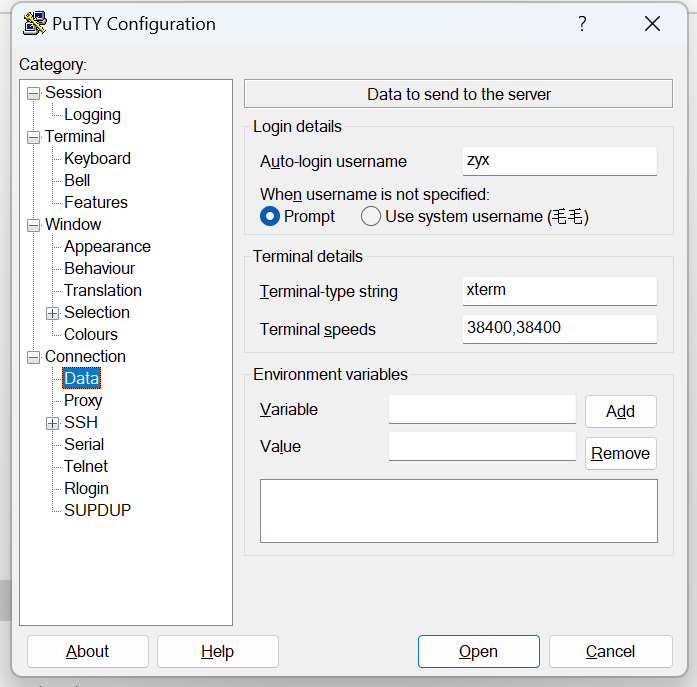 PuTTY Configuration
?
Category:
Session
Logging
Terminal
Keyboard
Bell
Features
Window
Appearance
Behaviour
Translation
Selection
Colours
Connection
Data
Proxy
SSH
Serial
Telnet
Rlogin
SUPDUP
Data to send to the server
Login details
Auto-login username zyx
When username is not specified:
Prompt Use system username (毛毛)
Terminal details
Terminal-type string xterm
Terminal speeds 38400,38400
Environment variables
Variable Add
Value Remove
About Help Open Cancel